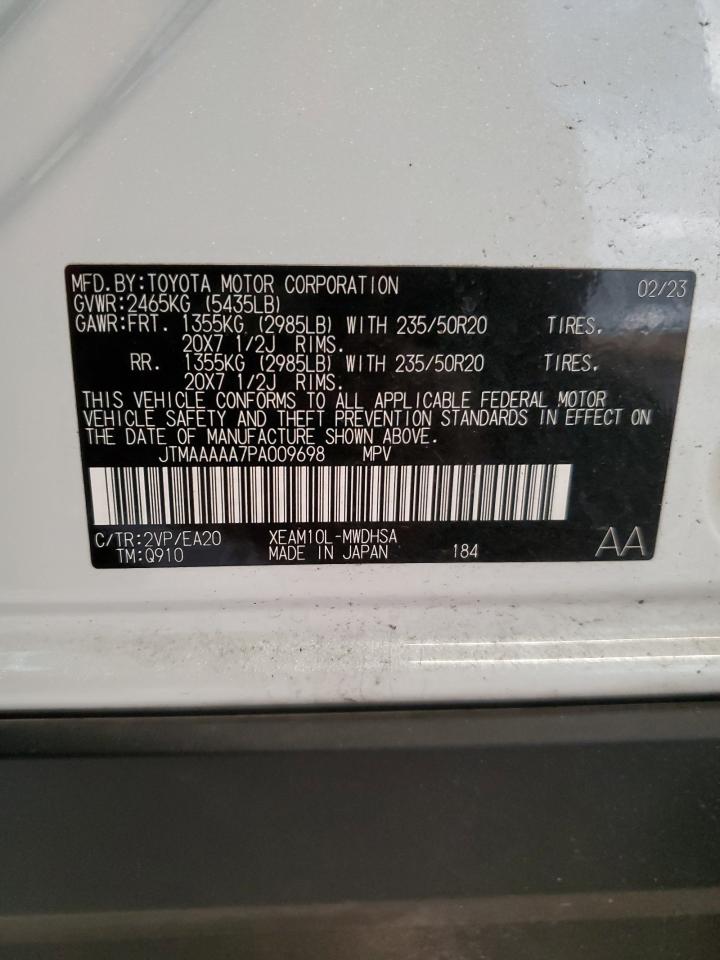 MFD.BY:TOYOTA MOTOR CORPORATION 02/23
GVWR:2465KG (5435LB)
GAWR:FRT. 1355KG (2985LB) WITH 235/50R20 TIRES,
20X7 1/2J RIMS.
RR. 1355KG (2985LB) WITH 235/50R20 TIRES,
20X7 1/2J RIMS.
THIS VEHICLE CONFORMS TO ALL APPLICABLE FEDERAL MOTOR
VEHICLE SAFETY AND THEFT PREVENTION STANDARDS IN EFFECT ON
THE DATE OF MANUFACTURE SHOWN ABOVE.
JTMAAAAA7PA009698 MPV
C/TR:2VP/EA20 XEAM10L-MWDHSA
TM:Q910 MADE IN JAPAN 184 AA